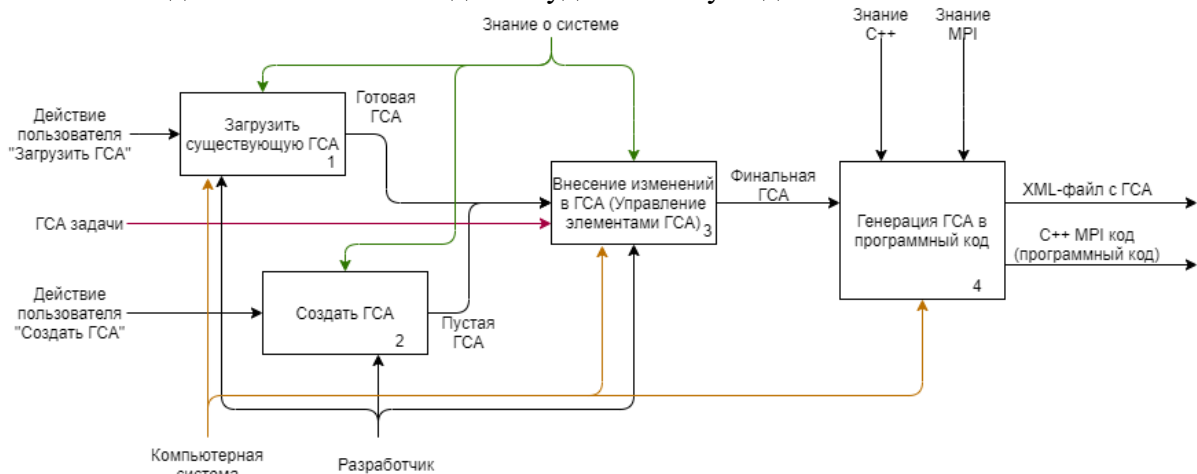 Знание о системе
Знание
C++
Знание
MPI
Действие
пользователя
"Загрузить ГСА"
Загрузить
существующую ГСА
1
Готовая
ГСА
ГСА задачи
Внесение изменений
в ГСА (Управление
элементами ГСА)
3
Финальная
ГСА
Генерация ГСА в
программный код
4
XML-файл с ГСА
C++ MPI код
(программный код)
Действие
пользователя
"Создать ГСА"
Создать ГСА
2
Пустая
ГСА
Компьютерная
система
Разработчик